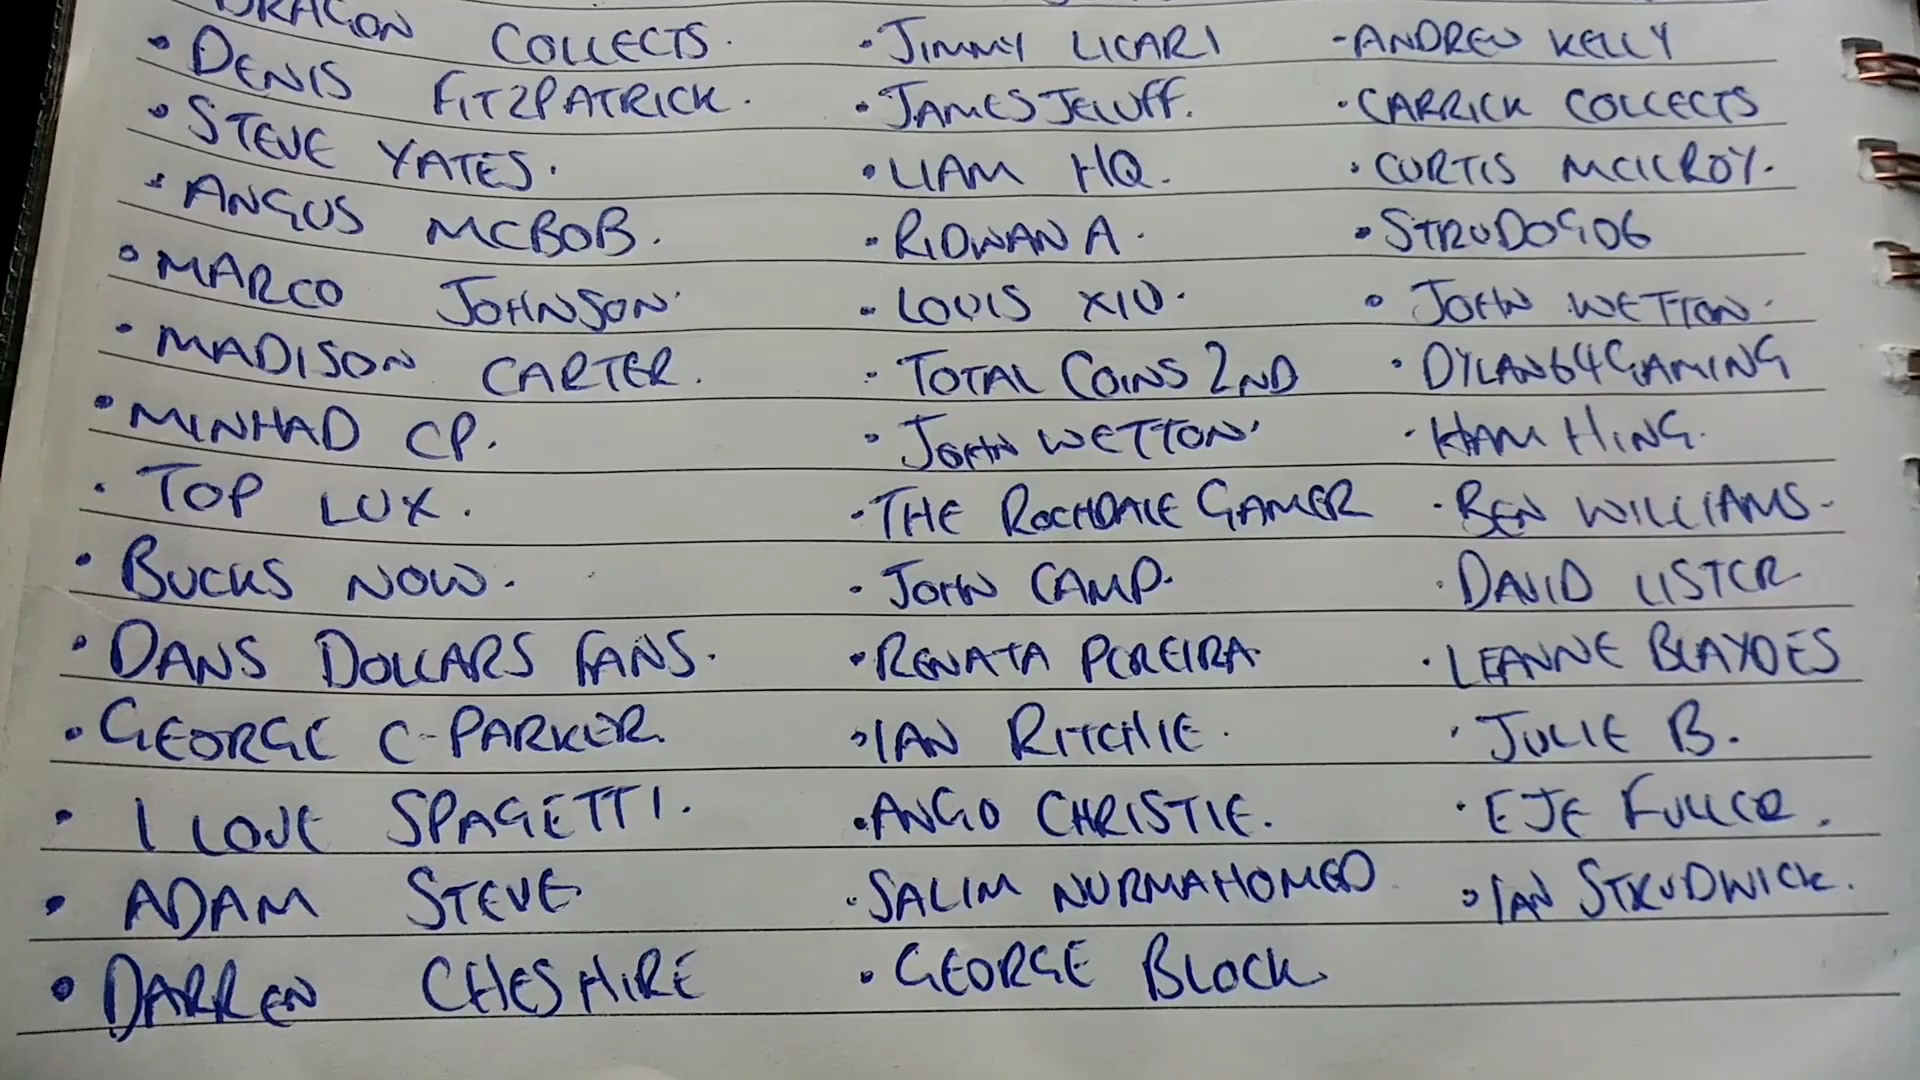 DRAGON COLLECTS.
• DENIS FITZPATRICK.
• STEVE YATES.
• ANGUS MCBOB.
• MARCO JOHNSON.
• MADISON CARTER.
• MINHAD CP.
• TOP LUX.
• BUCKS NOW.
• DANS DOLLARS FANS.
• GEORGE C-PARKER.
• I LOVE SPAGETTI.
• ADAM STEVE.
• DARREN CHESHIRE
• JIMMY LICARI
• JAMES JELLUFF.
• LIAM HQ.
• RIDWAN A.
• LOUIS XIV.
• TOTAL COINS 2ND
• JOHN WETTON.
• THE ROCHDALE GAMER
• JOHN CAMP.
• RENATA PEREIRA.
• IAN RITCHIE.
• ANGO CHRISTIE.
• SALIM NURMAHOMED
• GEORGE BLOCK.
- ANDREW KELLY
• CARRICK COLLECTS
• CURTIS MCILROY.
• STRUDOG06
• JOHN WETTON.
• DYLAN64GAMING
• HAM HING.
• BEN WILLIAMS.
• DAVID LISTER
• LEANNE BLAYDES
• JULIE B.
• EJE FULLER.
• IAN STRUDWICK.